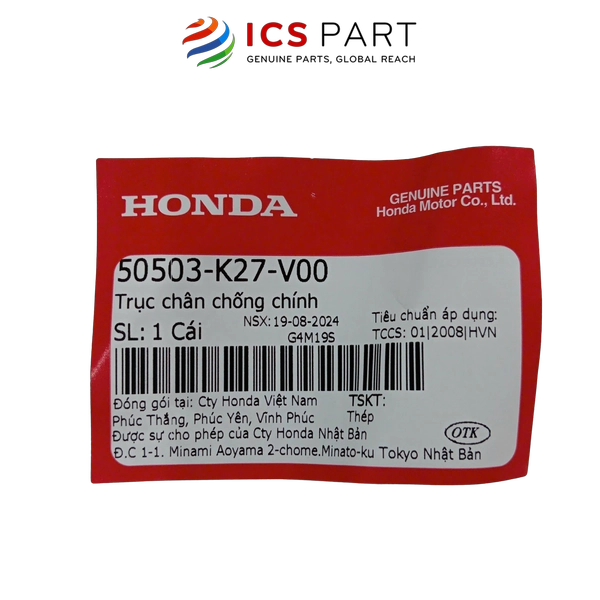 ICS PART
GENUINE PARTS, GLOBAL REACH
HONDA
GENUINE PARTS
Honda Motor Co., Ltd.
50503-K27-V00
Trục chân chống chính
SL: 1 Cái
NSX: 19-08-2024
G4M19S
Tiêu chuẩn áp dụng:
TCCS: 01|2008|HVN
Đóng gói tại: Cty Honda Việt Nam
Phúc Thắng, Phúc Yên, Vĩnh Phúc
TSKT:
Thép
Được sự cho phép của Cty Honda Nhật Bản
OTK
Đ.C 1-1. Minami Aoyama 2-chome.Minato-ku Tokyo Nhật Bản